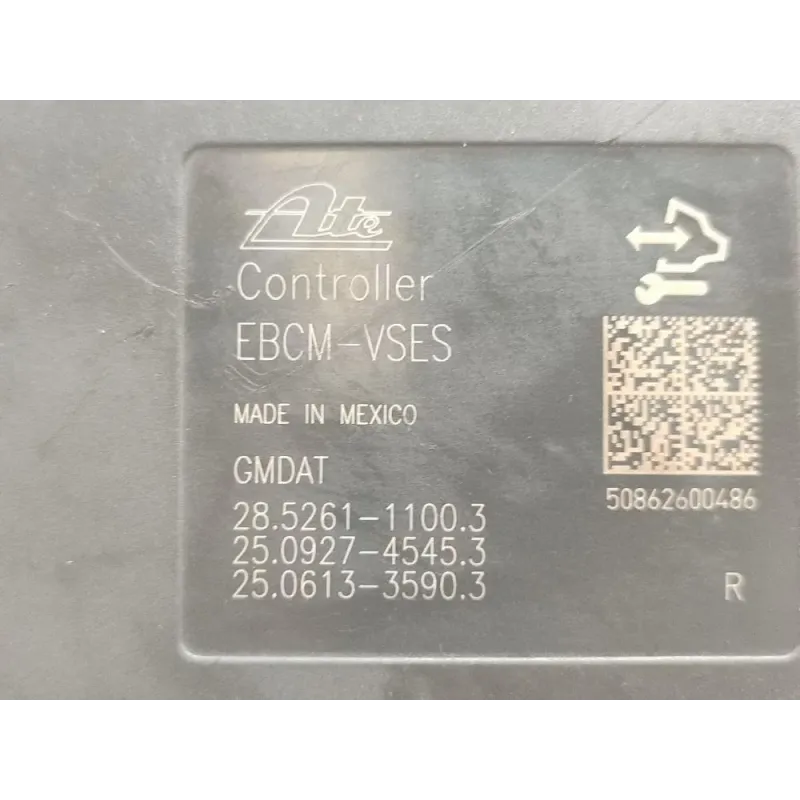 Ate
Controller
EBCM-VSES
MADE IN MEXICO
GMDAT
28.5261-1100.3
25.0927-4545.3
25.0613-3590.3
50862600486
R